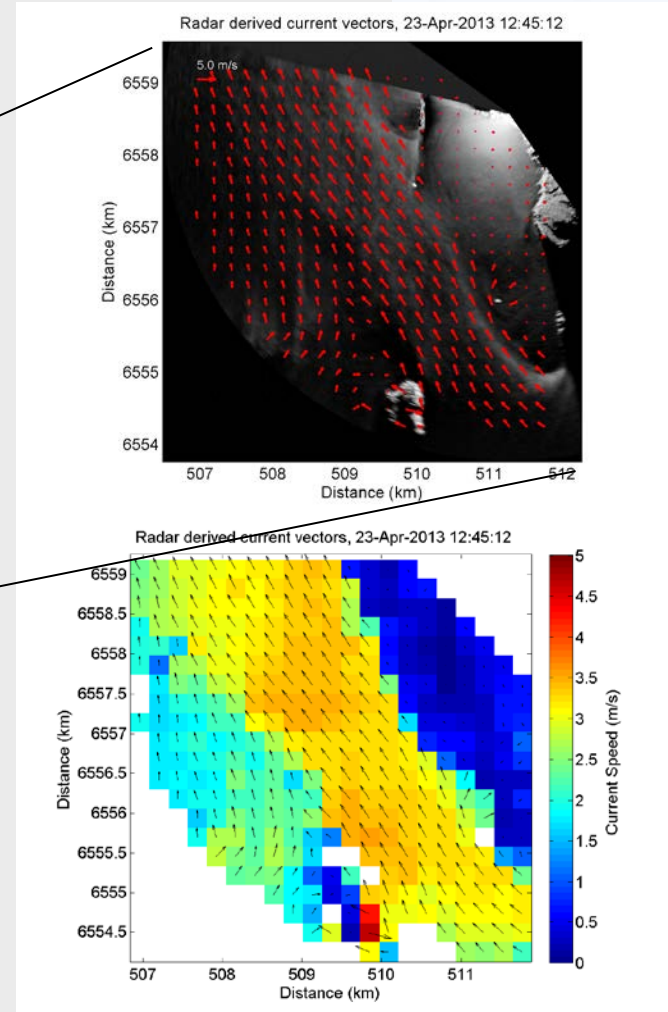 Radar derived current vectors, 23-Apr-2013 12:45:12
5.0 m/s
6559
6558
6557
6556
6555
6554
Distance (km)
507 508 509 510 511 512
Distance (km)
Radar derived current vectors, 23-Apr-2013 12:45:12
6559
6558.5
6558
6557.5
6557
6556.5
6556
6555.5
6555
6554.5
Distance (km)
507 508 509 510 511
Distance (km)
5
4.5
4
3.5
3
2.5
2
1.5
1
0.5
0
Current Speed (m/s)